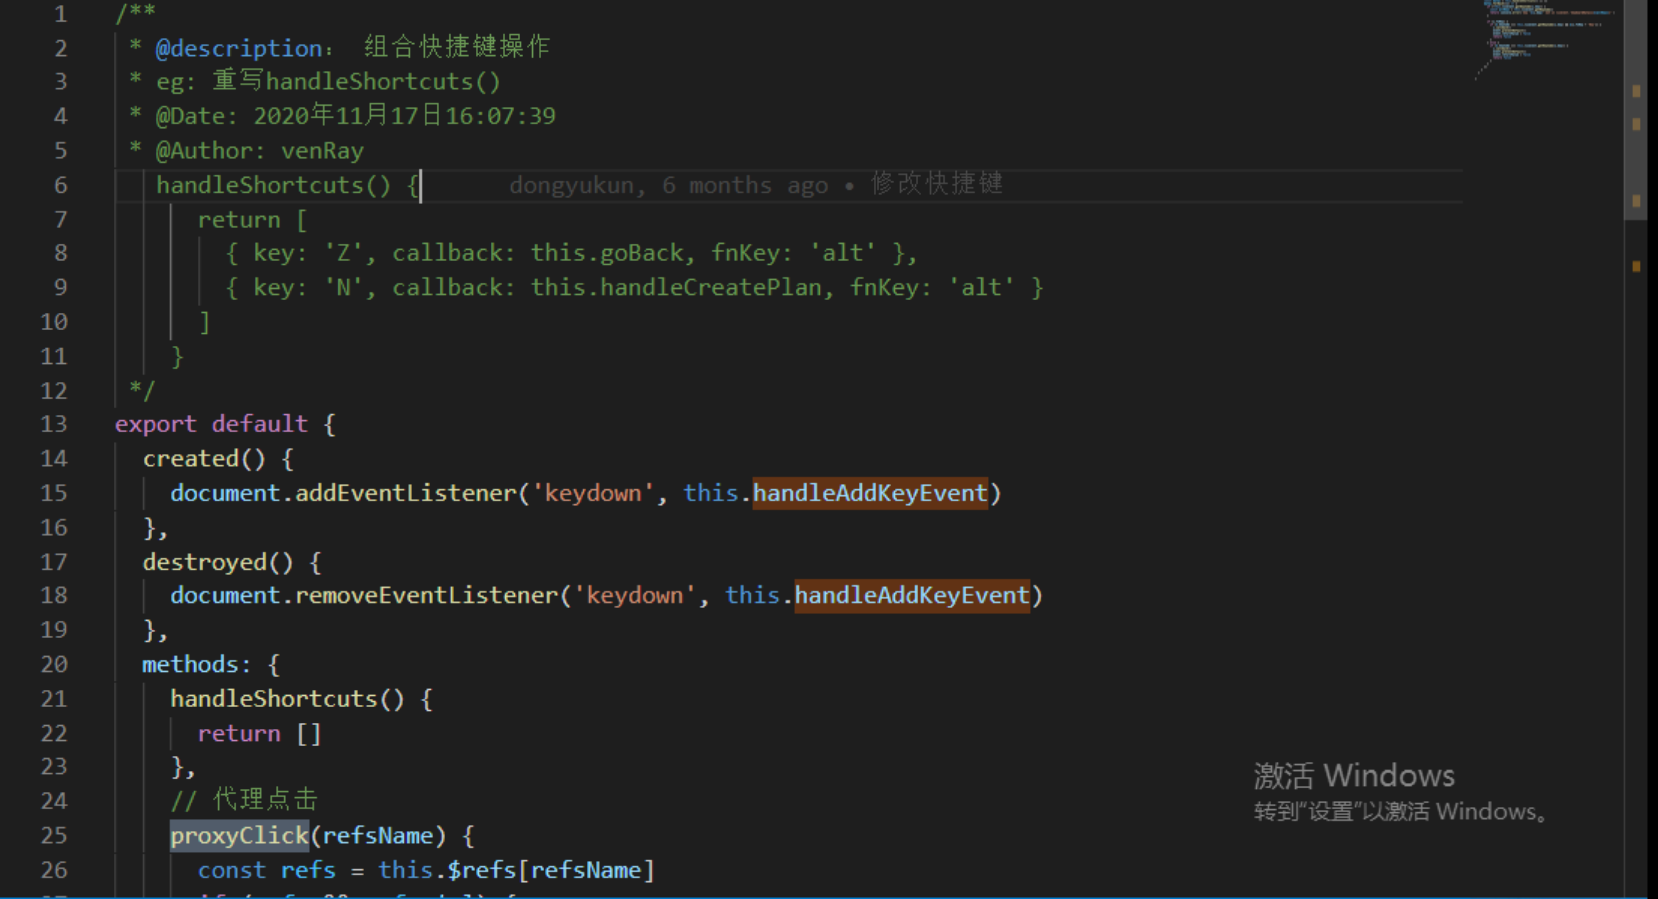 1 /**
2 * @description： 组合快捷键操作
3 * eg: 重写handleShortcuts()
4 * @Date: 2020年11月17日16:07:39
5 * @Author: venRay
6 handleShortcuts() { dongyukun, 6 months ago • 修改快捷键
7 return [
8 { key: 'Z', callback: this.goBack, fnKey: 'alt' },
9 { key: 'N', callback: this.handleCreatePlan, fnKey: 'alt' }
10 ]
11 }
12 */
13 export default {
14 created() {
15 document.addEventListener('keydown', this.handleAddKeyEvent)
16 },
17 destroyed() {
18 document.removeEventListener('keydown', this.handleAddKeyEvent)
19 },
20 methods: {
21 handleShortcuts() {
22 return []
23 },
24 // 代理点击
25 proxyClick(refsName) {
26 const refs = this.$refs[refsName]
激活 Windows
转到“设置”以激活 Windows。